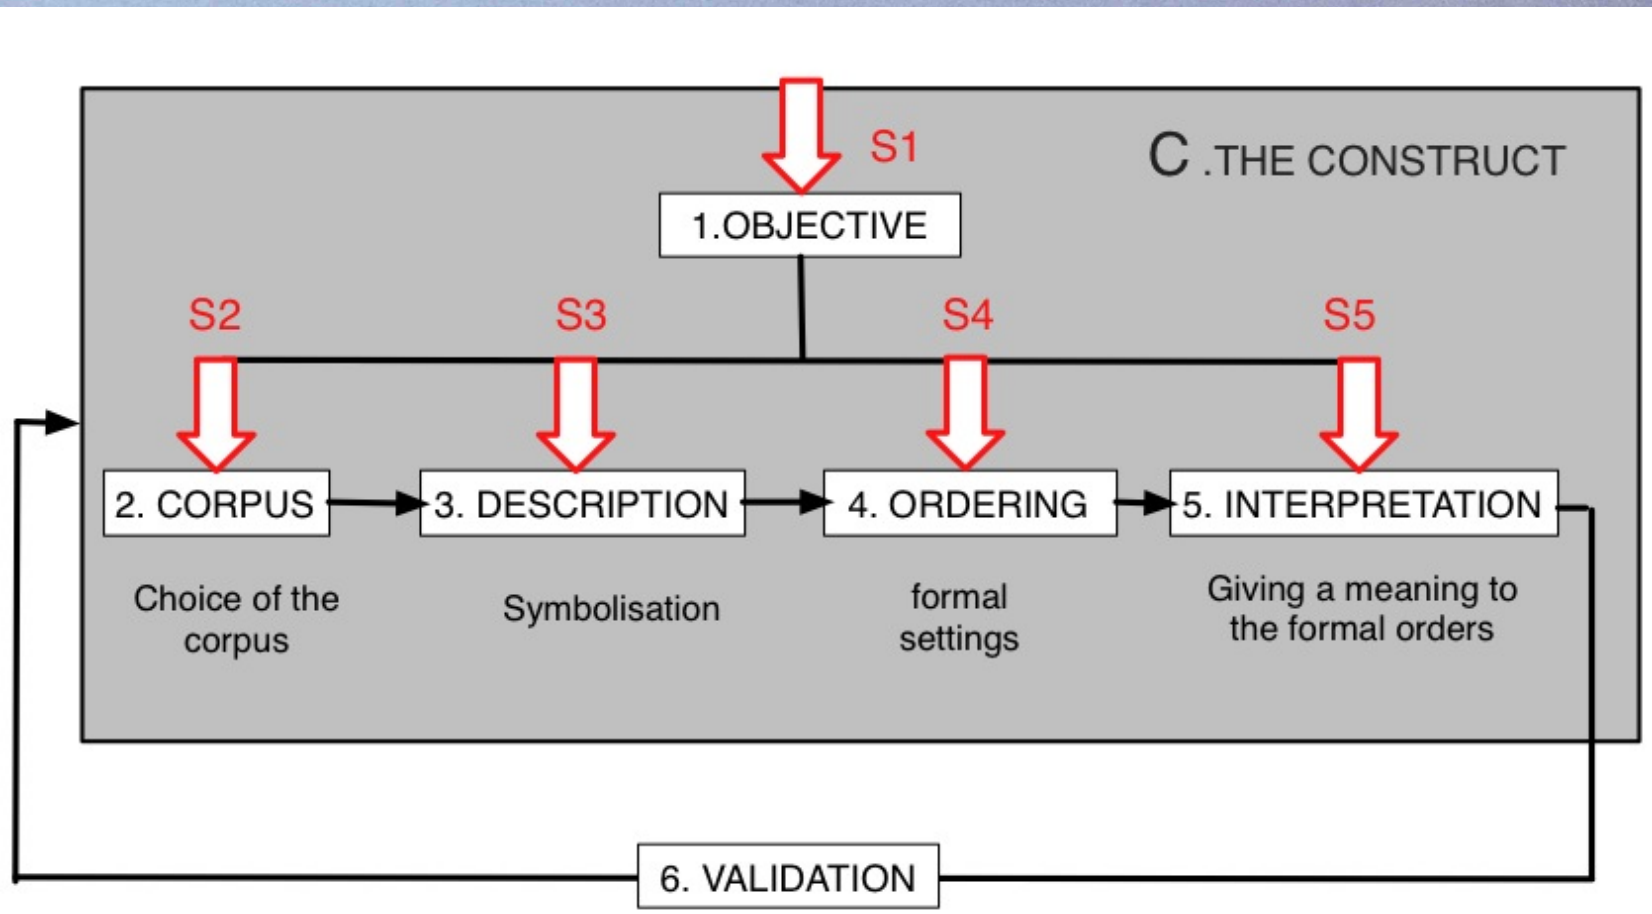 S1
C .THE CONSTRUCT
1.OBJECTIVE
S2
S3
S4
S5
2. CORPUS
3. DESCRIPTION
4. ORDERING
5. INTERPRETATION
Choice of the
corpus
Symbolisation
formal
settings
Giving a meaning to
the formal orders
6. VALIDATION